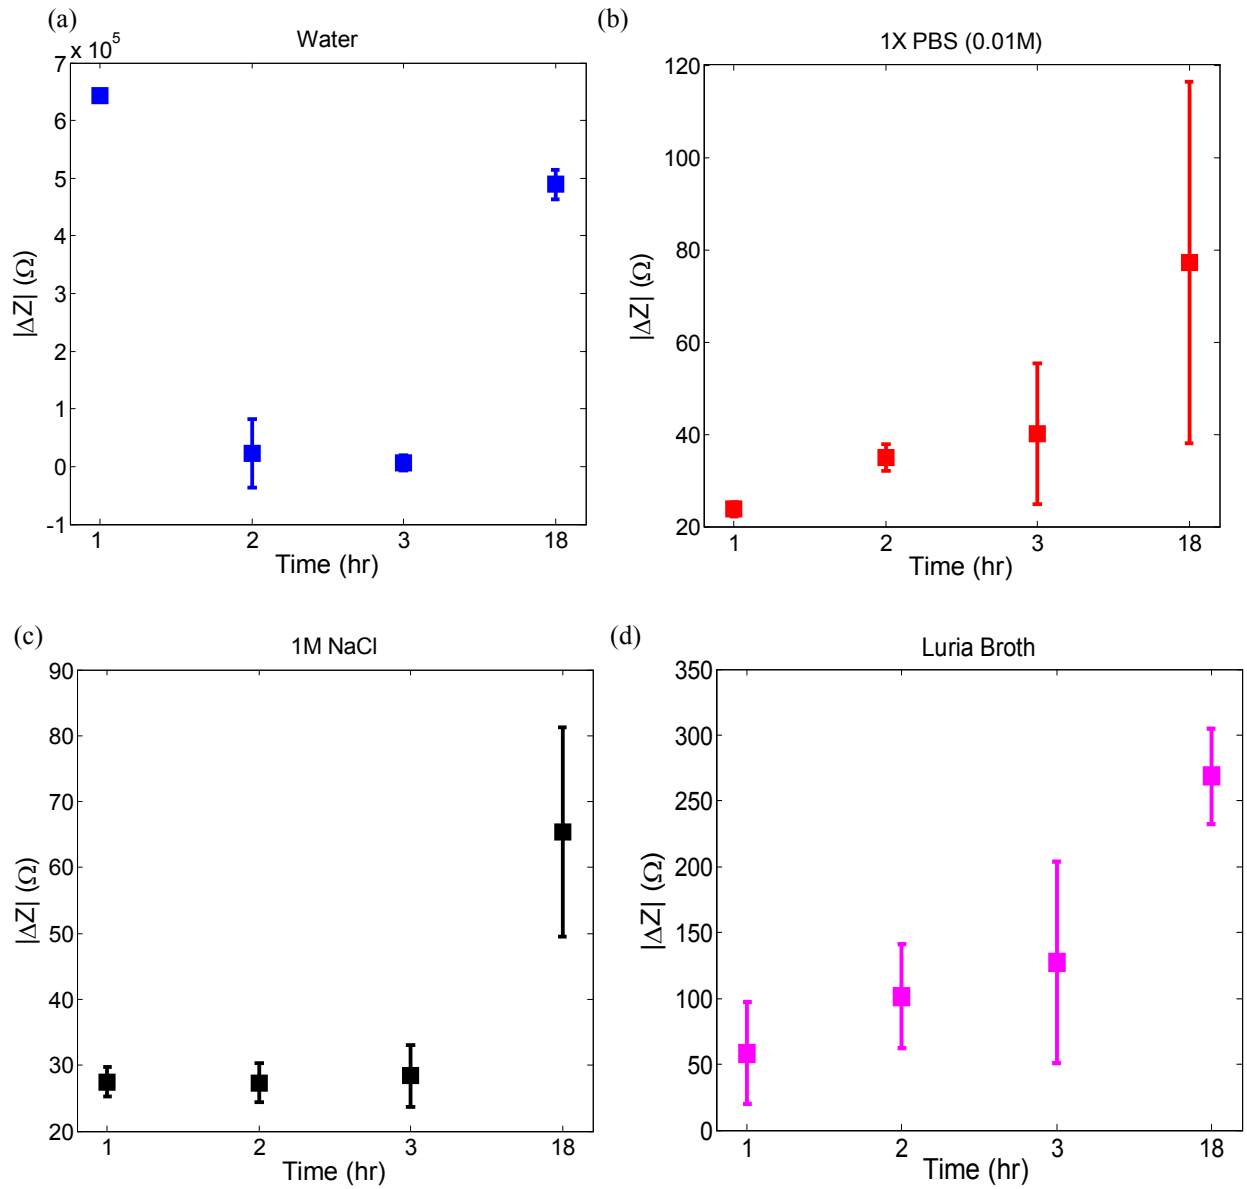 (a)
Water
7 x 10^5
6
5
4
3
2
1
0
-1
|ΔZ| (Ω)
1 2 3 18
Time (hr)
(b)
1X PBS (0.01M)
120
100
80
60
40
20
|ΔZ| (Ω)
1 2 3 18
Time (hr)
(c)
1M NaCl
90
80
70
60
50
40
30
20
|ΔZ| (Ω)
1 2 3 18
Time (hr)
(d)
Luria Broth
350
300
250
200
150
100
50
0
|ΔZ| (Ω)
1 2 3 18
Time (hr)